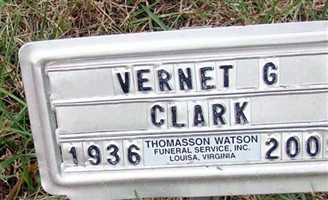 VERNET G
CLARK
1936
THOMASSON WATSON
FUNERAL SERVICE, INC.
LOUISA, VIRGINIA
200